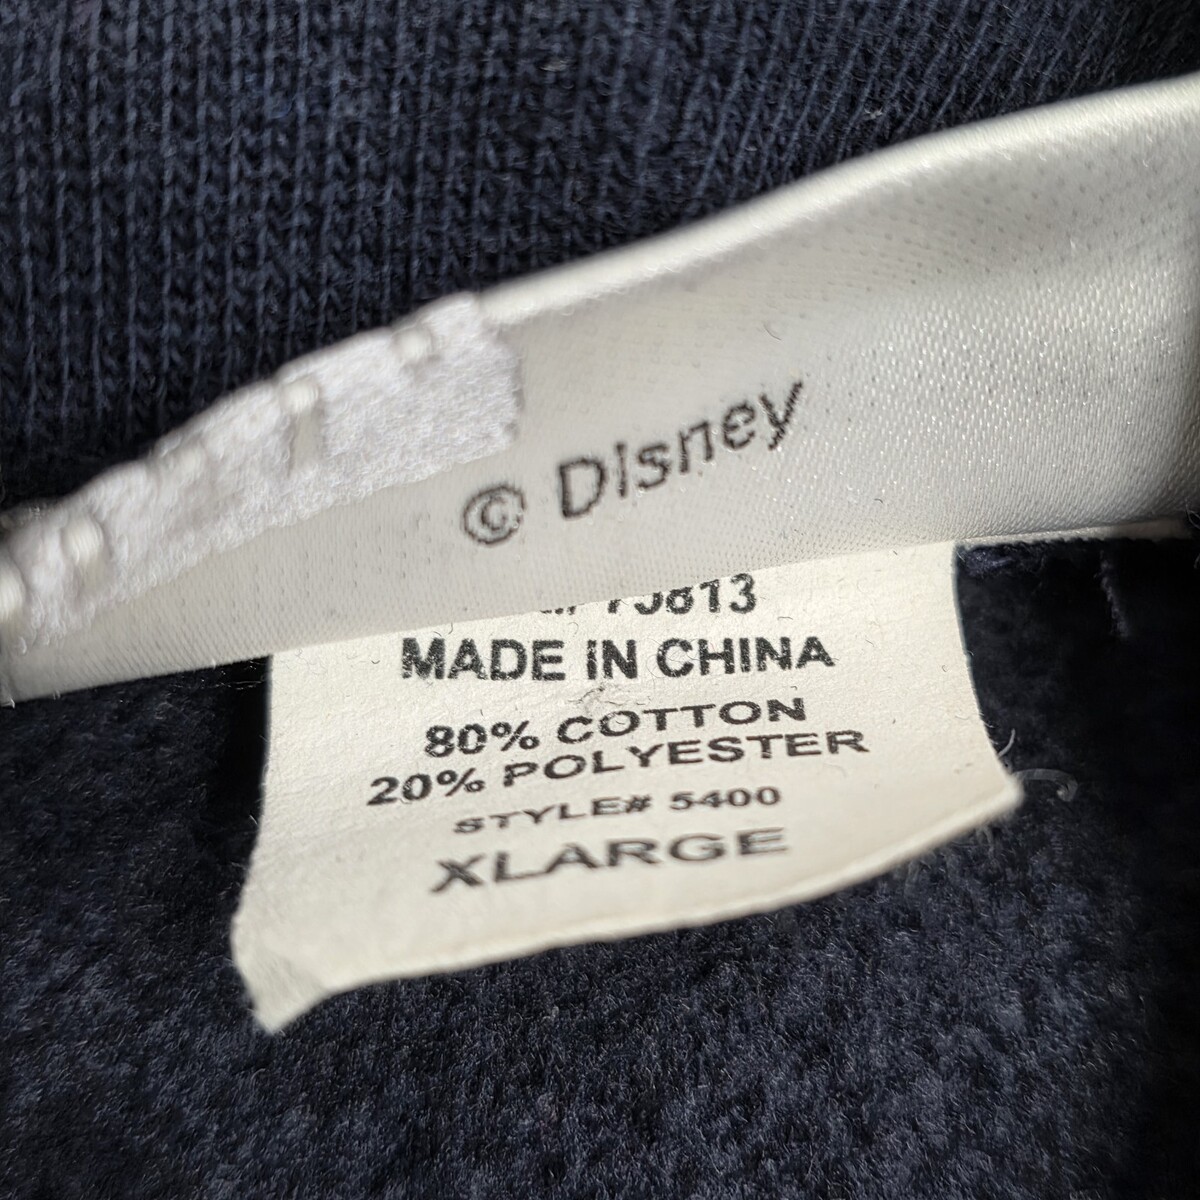 © Disney
MADE IN CHINA
80% COTTON
20% POLYESTER
STYLE# 5400
XLARGE